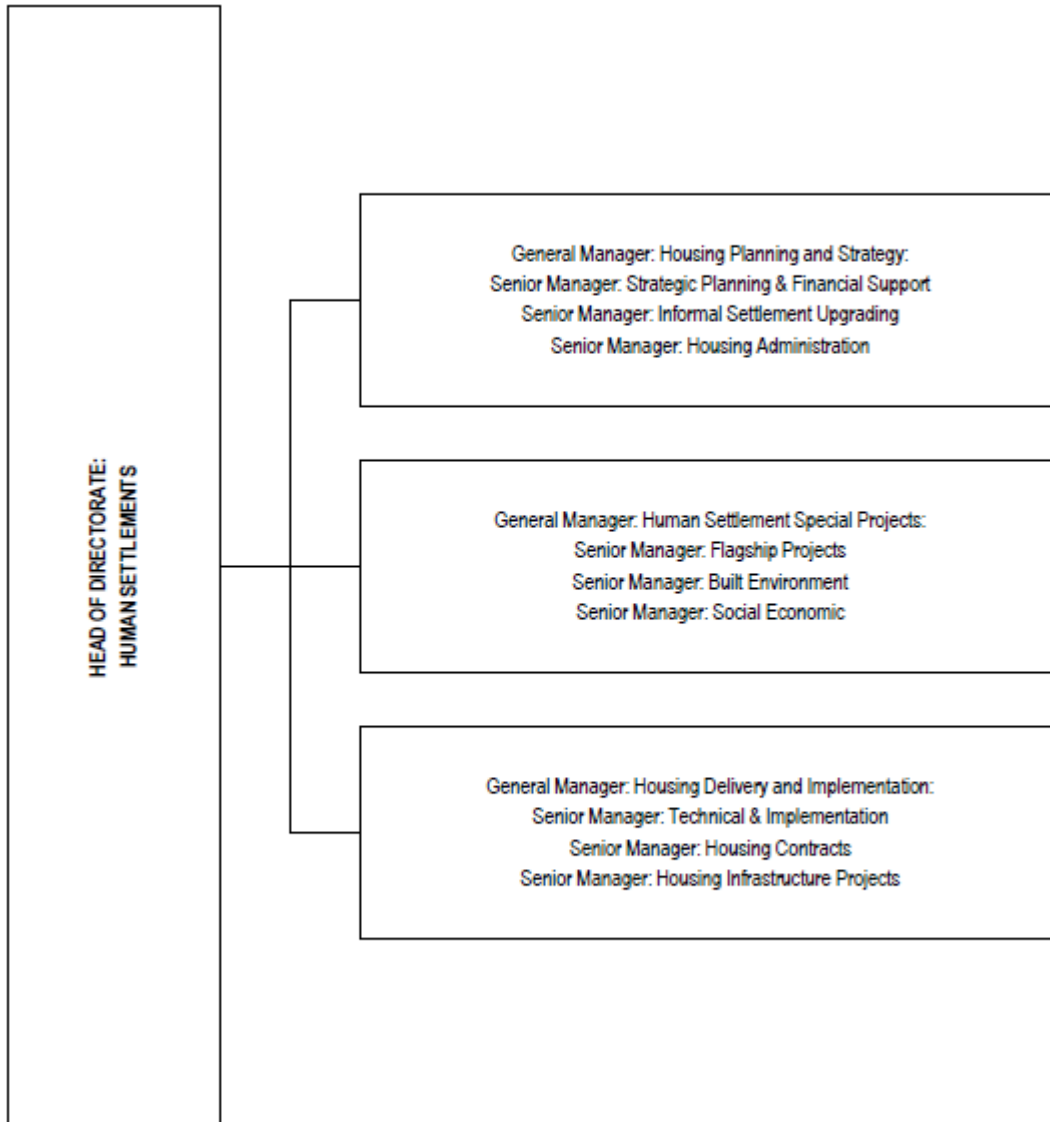 HEAD OF DIRECTORATE:
HUMAN SETTLEMENTS
General Manager: Housing Planning and Strategy:
Senior Manager: Strategic Planning & Financial Support
Senior Manager: Informal Settlement Upgrading
Senior Manager: Housing Administration
General Manager: Human Settlement Special Projects:
Senior Manager: Flagship Projects
Senior Manager: Built Environment
Senior Manager: Social Economic
General Manager: Housing Delivery and Implementation:
Senior Manager: Technical & Implementation
Senior Manager: Housing Contracts
Senior Manager: Housing Infrastructure Projects